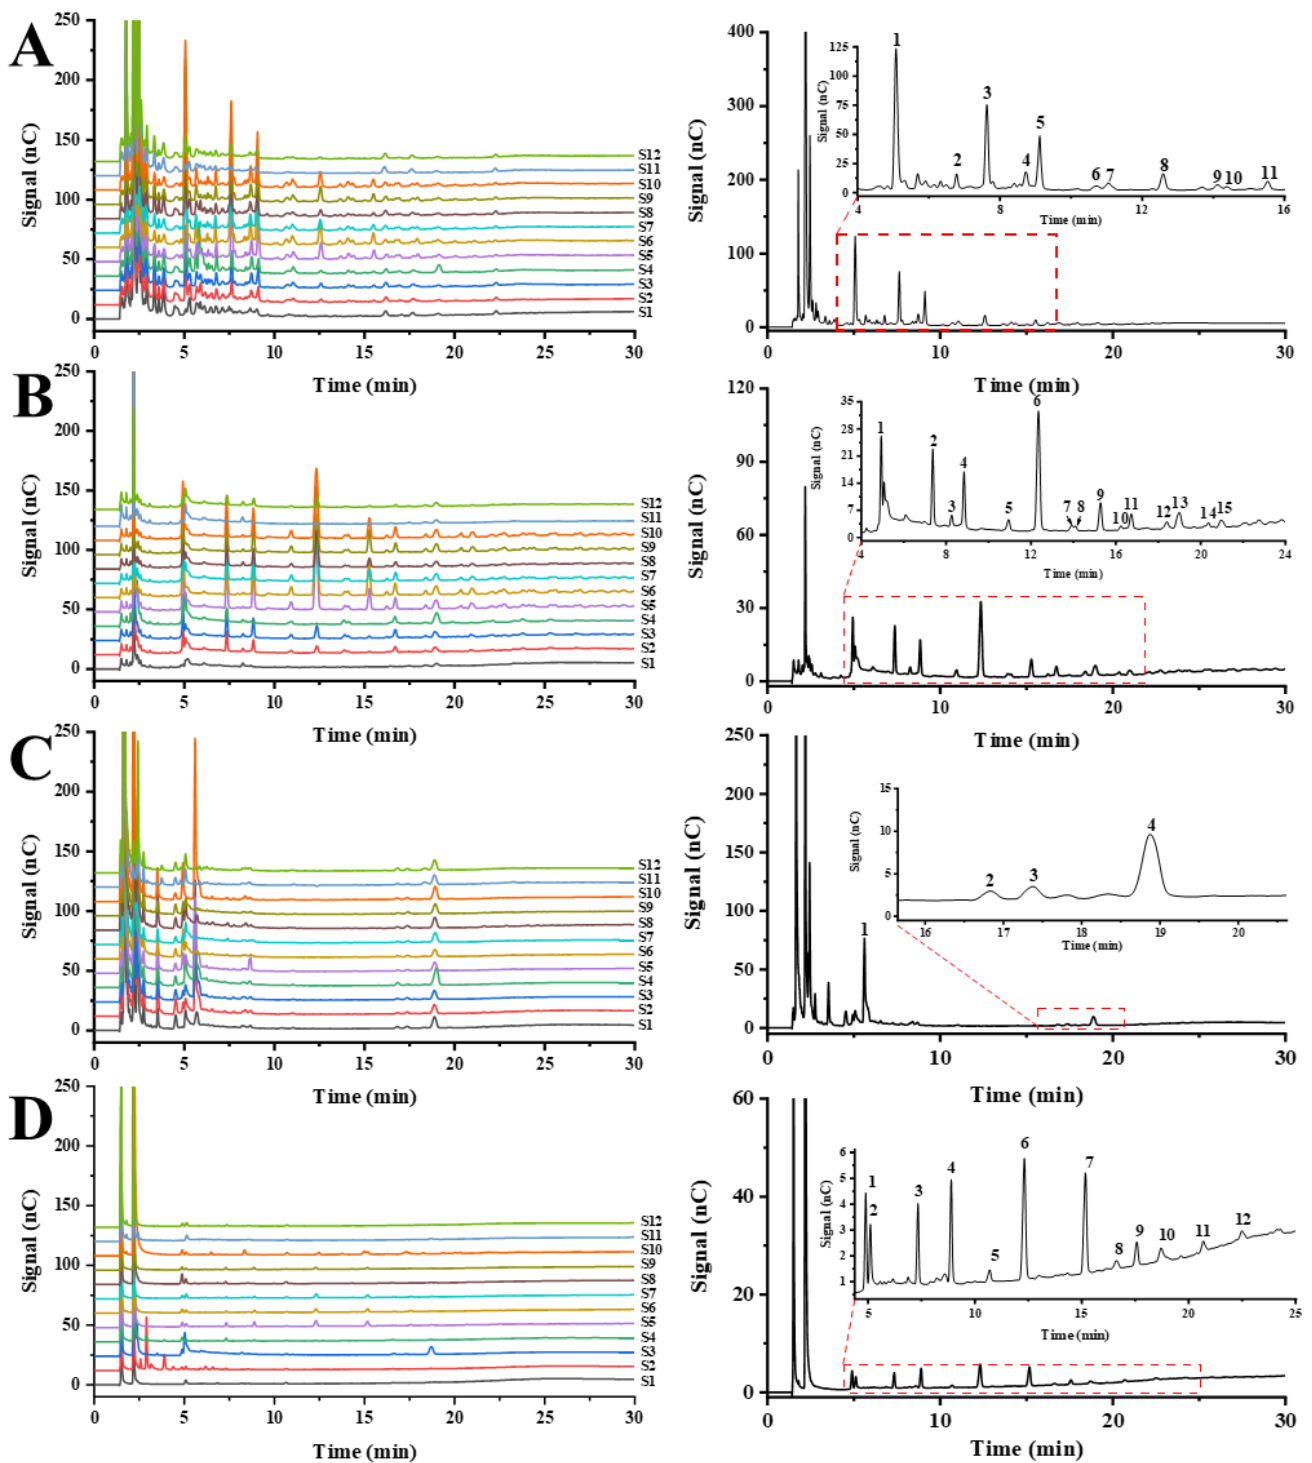 A
Signal (nC)
250
200
150
100
50
0
S12
S11
S10
S9
S8
S7
S6
S5
S4
S3
S2
S1
0 5 10 15 20 25 30
Time (min)
Signal (nC)
400
300
200
100
0
Signal (nC)
125
100
75
50
25
0
1 2 3 4 5 6 7 8 9 10 11
4 8 12 16
Time (min)
0 10 20 30
Time (min)
B
Signal (nC)
250
200
150
100
50
0
S12
S11
S10
S9
S8
S7
S6
S5
S4
S3
S2
S1
0 5 10 15 20 25 30
Time (min)
Signal (nC)
120
90
60
30
0
Signal (nC)
35
28
21
14
7
0
1 2 3 4 5 6 7 8 9 10 11 12 13 14 15
4 6 8 10 12 14 16 18 20 22 24
Time (min)
0 10 20 30
Time (min)
C
Signal (nC)
250
200
150
100
50
0
S12
S11
S10
S9
S8
S7
S6
S5
S4
S3
S2
S1
0 5 10 15 20 25 30
Time (min)
Signal (nC)
250
200
150
100
50
0
1
Signal (nC)
15
10
5
0
2 3 4
16 17 18 19 20
Time (min)
0 10 20 30
Time (min)
D
Signal (nC)
250
200
150
100
50
0
S12
S11
S10
S9
S8
S7
S6
S5
S4
S3
S2
S1
0 5 10 15 20 25 30
Time (min)
Signal (nC)
60
40
20
0
Signal (nC)
6
5
4
3
2
1
1 2 3 4 5 6 7 8 9 10 11 12
5 10 15 20 25
Time (min)
0 10 20 30
Time (min)